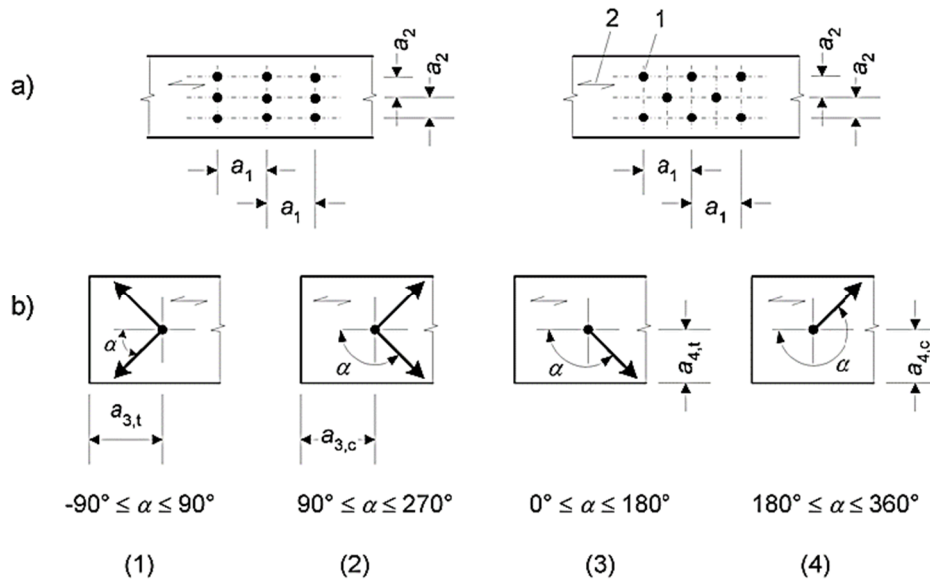 2 1
a₂ a₂
a)
a₂ a₂
a₁ a₁
a₁ a₁
b)
α α α α
a₄,t a₄,c
a₃,t a₃,c
-90° ≤ α ≤ 90° 90° ≤ α ≤ 270° 0° ≤ α ≤ 180° 180° ≤ α ≤ 360°
(1) (2) (3) (4)